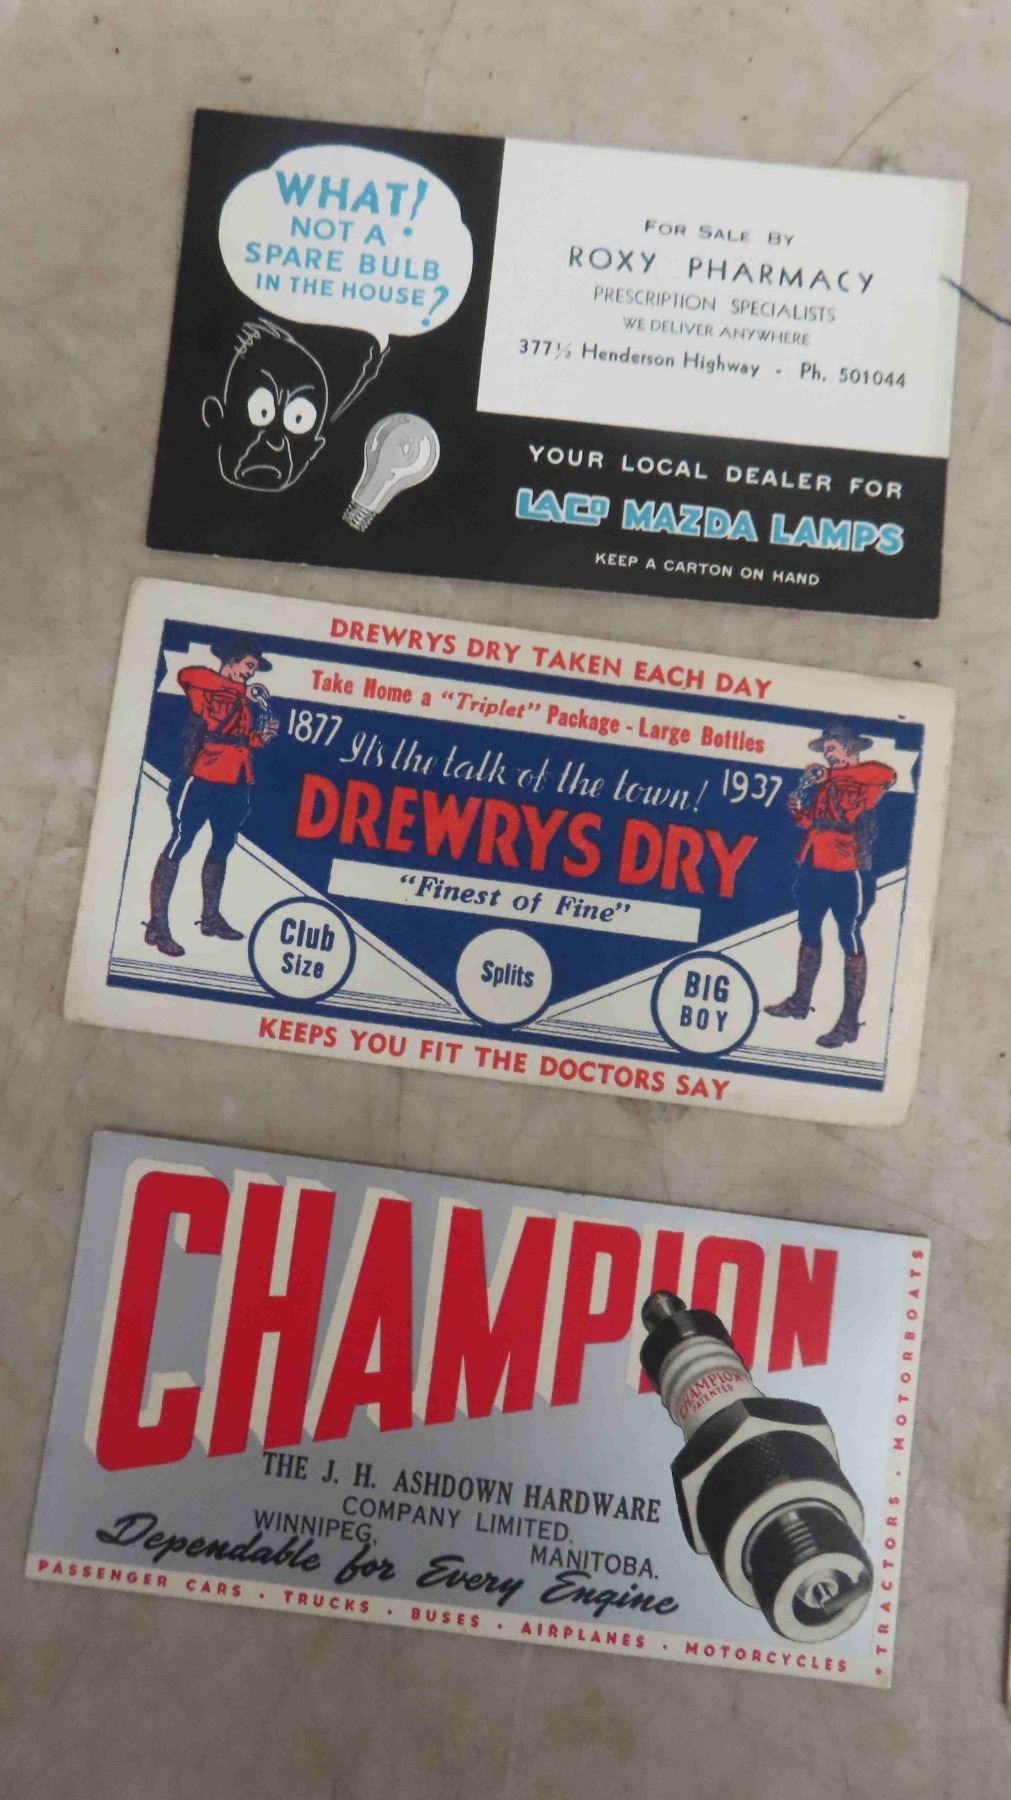 WHAT!
NOT A
SPARE BULB
IN THE HOUSE?
FOR SALE BY
ROXY PHARMACY
PRESCRIPTION SPECIALISTS
WE DELIVER ANYWHERE
377½ Henderson Highway - Ph. 501044
YOUR LOCAL DEALER FOR
LACO MAZDA LAMPS
KEEP A CARTON ON HAND
DREWRYS DRY TAKEN EACH DAY
Take Home a "Triplet" Package - Large Bottles
1877 It's the talk of the town! 1937
DREWRYS DRY
"Finest of Fine"
Club
Size
Splits
BIG
BOY
KEEPS YOU FIT THE DOCTORS SAY
CHAMPION
CHAMPION
PATENTED
THE J. H. ASHDOWN HARDWARE
COMPANY LIMITED.
WINNIPEG,
MANITOBA.
Dependable for Every Engine
PASSENGER CARS • TRUCKS • BUSES • AIRPLANES • MOTORCYCLES
• TRACTORS • MOTORBOATS